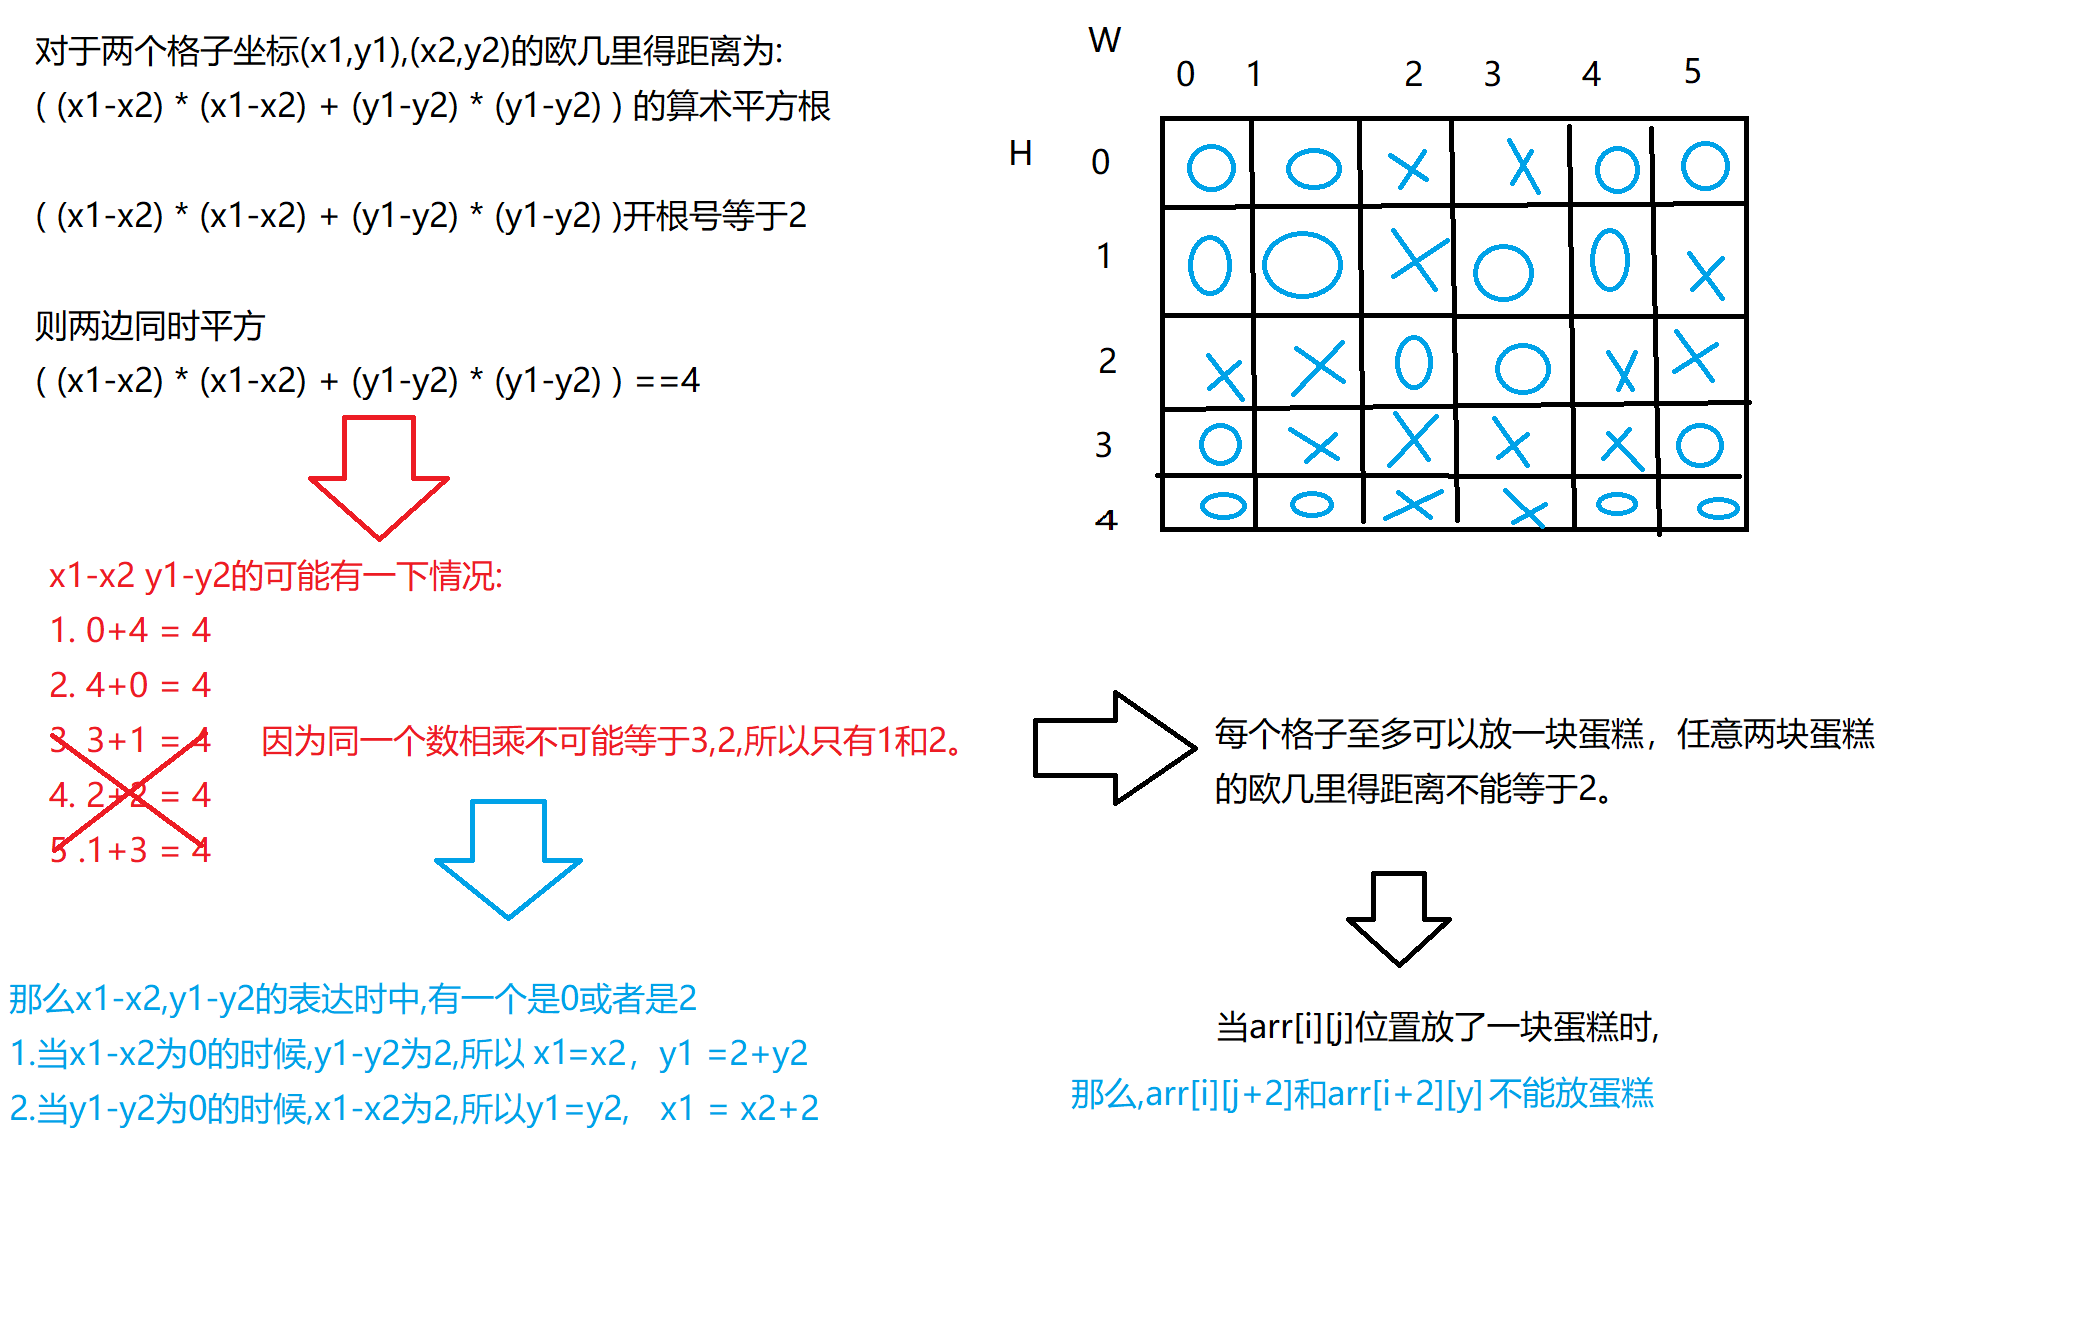 对于两个格子坐标(x1,y1),(x2,y2)的欧几里得距离为:
( (x1-x2) * (x1-x2) + (y1-y2) * (y1-y2) ) 的算术平方根
( (x1-x2) * (x1-x2) + (y1-y2) * (y1-y2) )开根号等于2
则两边同时平方
( (x1-x2) * (x1-x2) + (y1-y2) * (y1-y2) ) ==4
x1-x2 y1-y2的可能有一下情况:
1. 0+4 = 4
2. 4+0 = 4
3. 3+1 = 4
因为同一个数相乘不可能等于3,2,所以只有1和2。
4. 2+2 = 4
5 .1+3 = 4
那么x1-x2,y1-y2的表达时中,有一个是0或者是2
1.当x1-x2为0的时候,y1-y2为2,所以 x1=x2，y1 =2+y2
2.当y1-y2为0的时候,x1-x2为2,所以y1=y2, x1 = x2+2
W
0 1 2 3 4 5
H
0
1
2
3
4
每个格子至多可以放一块蛋糕，任意两块蛋糕
的欧几里得距离不能等于2。
当arr[i][j]位置放了一块蛋糕时,
那么,arr[i][j+2]和arr[i+2][y] 不能放蛋糕